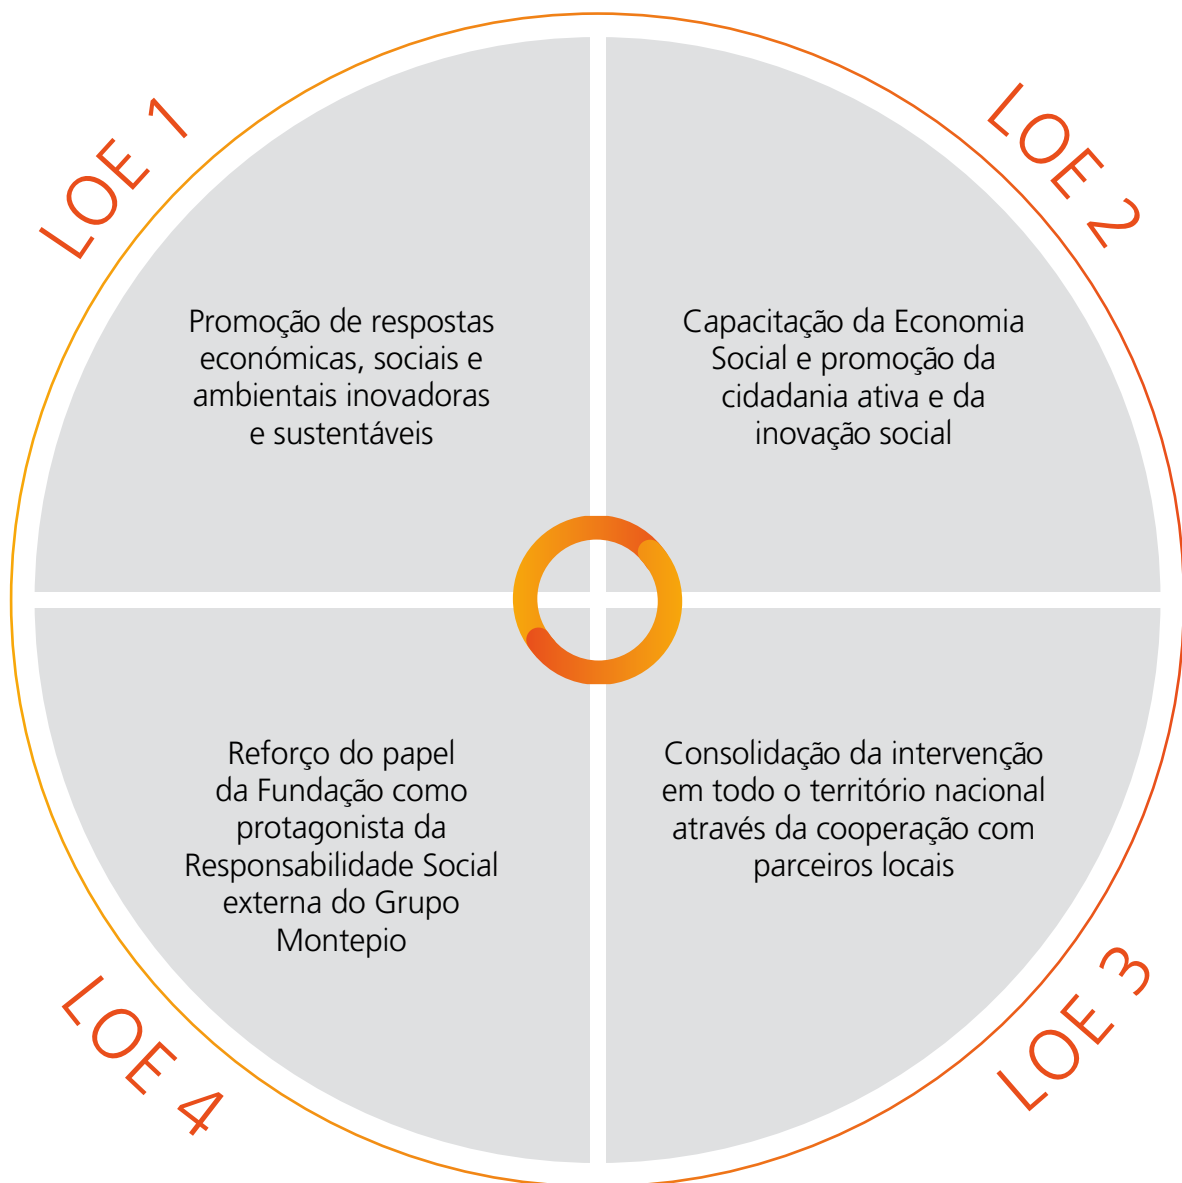 LOE 1
Promoção de respostas
económicas, sociais e
ambientais inovadoras
e sustentáveis
LOE 2
Capacitação da Economia
Social e promoção da
cidadania ativa e da
inovação social
LOE 3
Consolidação da intervenção
em todo o território nacional
através da cooperação com
parceiros locais
LOE 4
Reforço do papel
da Fundação como
protagonista da
Responsabilidade Social
externa do Grupo
Montepio